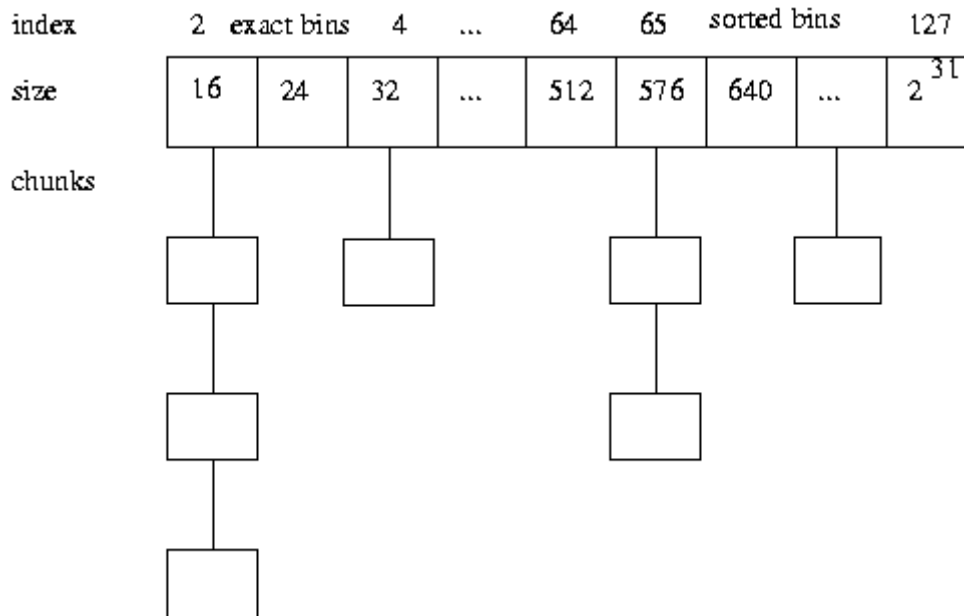 index 2 exact bins 4 ... 64 65 sorted bins 127
size 16 24 32 ... 512 576 640 ... 2 31
chunks